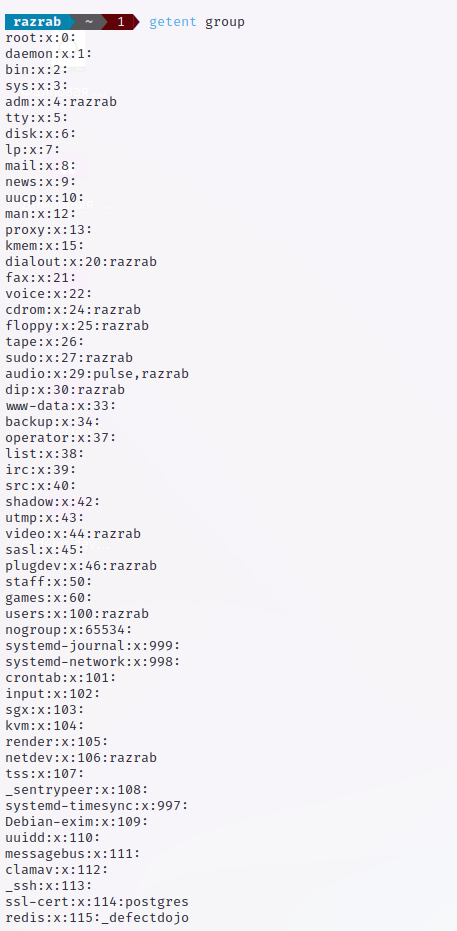 razrab ~ 1 getent group
root:x:0:
daemon:x:1:
bin:x:2:
sys:x:3:
adm:x:4:razrab
tty:x:5:
disk:x:6:
lp:x:7:
mail:x:8:
news:x:9:
uucp:x:10:
man:x:12:
proxy:x:13:
kmem:x:15:
dialout:x:20:razrab
fax:x:21:
voice:x:22:
cdrom:x:24:razrab
floppy:x:25:razrab
tape:x:26:
sudo:x:27:razrab
audio:x:29:pulse,razrab
dip:x:30:razrab
www-data:x:33:
backup:x:34:
operator:x:37:
list:x:38:
irc:x:39:
src:x:40:
shadow:x:42:
utmp:x:43:
video:x:44:razrab
sasl:x:45:
plugdev:x:46:razrab
staff:x:50:
games:x:60:
users:x:100:razrab
nogroup:x:65534:
systemd-journal:x:999:
systemd-network:x:998:
crontab:x:101:
input:x:102:
sgx:x:103:
kvm:x:104:
render:x:105:
netdev:x:106:razrab
tss:x:107:
_sentrypeer:x:108:
systemd-timesync:x:997:
Debian-exim:x:109:
uuidd:x:110:
messagebus:x:111:
clamav:x:112:
_ssh:x:113:
ssl-cert:x:114:postgres
redis:x:115:_defectdojo